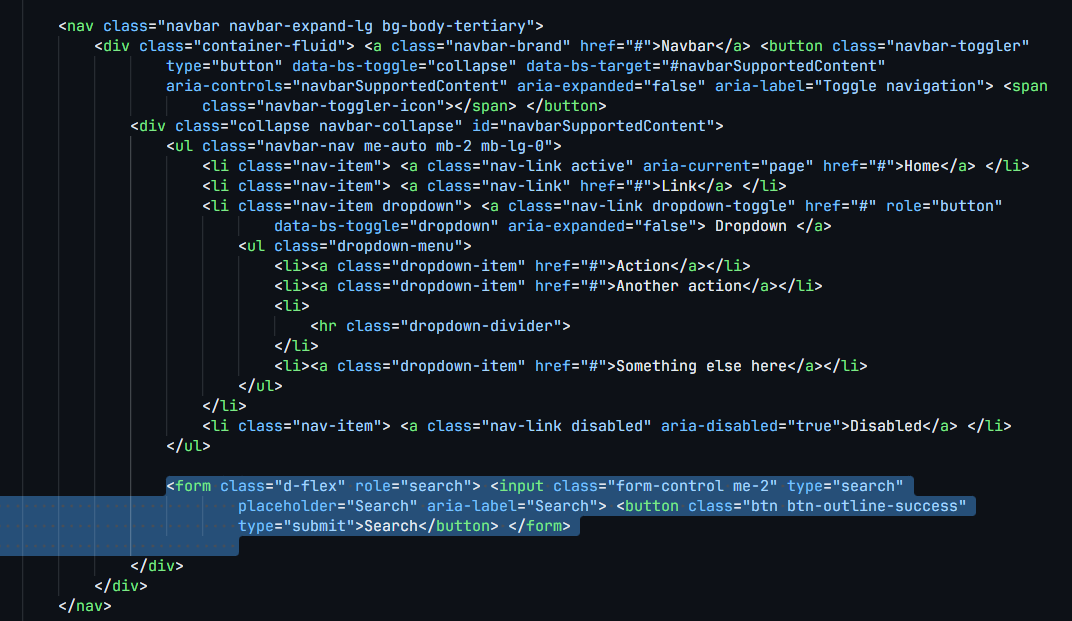 <nav class="navbar navbar-expand-lg bg-body-tertiary">
<div class="container-fluid"> <a class="navbar-brand" href="#">Navbar</a> <button class="navbar-toggler"
type="button" data-bs-toggle="collapse" data-bs-target="#navbarSupportedContent"
aria-controls="navbarSupportedContent" aria-expanded="false" aria-label="Toggle navigation"> <span
class="navbar-toggler-icon"></span> </button>
<div class="collapse navbar-collapse" id="navbarSupportedContent">
<ul class="navbar-nav me-auto mb-2 mb-lg-0">
<li class="nav-item"> <a class="nav-link active" aria-current="page" href="#">Home</a> </li>
<li class="nav-item"> <a class="nav-link" href="#">Link</a> </li>
<li class="nav-item dropdown"> <a class="nav-link dropdown-toggle" href="#" role="button"
data-bs-toggle="dropdown" aria-expanded="false"> Dropdown </a>
<ul class="dropdown-menu">
<li><a class="dropdown-item" href="#">Action</a></li>
<li><a class="dropdown-item" href="#">Another action</a></li>
<li>
<hr class="dropdown-divider">
</li>
<li><a class="dropdown-item" href="#">Something else here</a></li>
</ul>
</li>
<li class="nav-item"> <a class="nav-link disabled" aria-disabled="true">Disabled</a> </li>
</ul>
<form class="d-flex" role="search"> <input class="form-control me-2" type="search"
placeholder="Search" aria-label="Search"> <button class="btn btn-outline-success"
type="submit">Search</button> </form>
</div>
</div>
</nav>